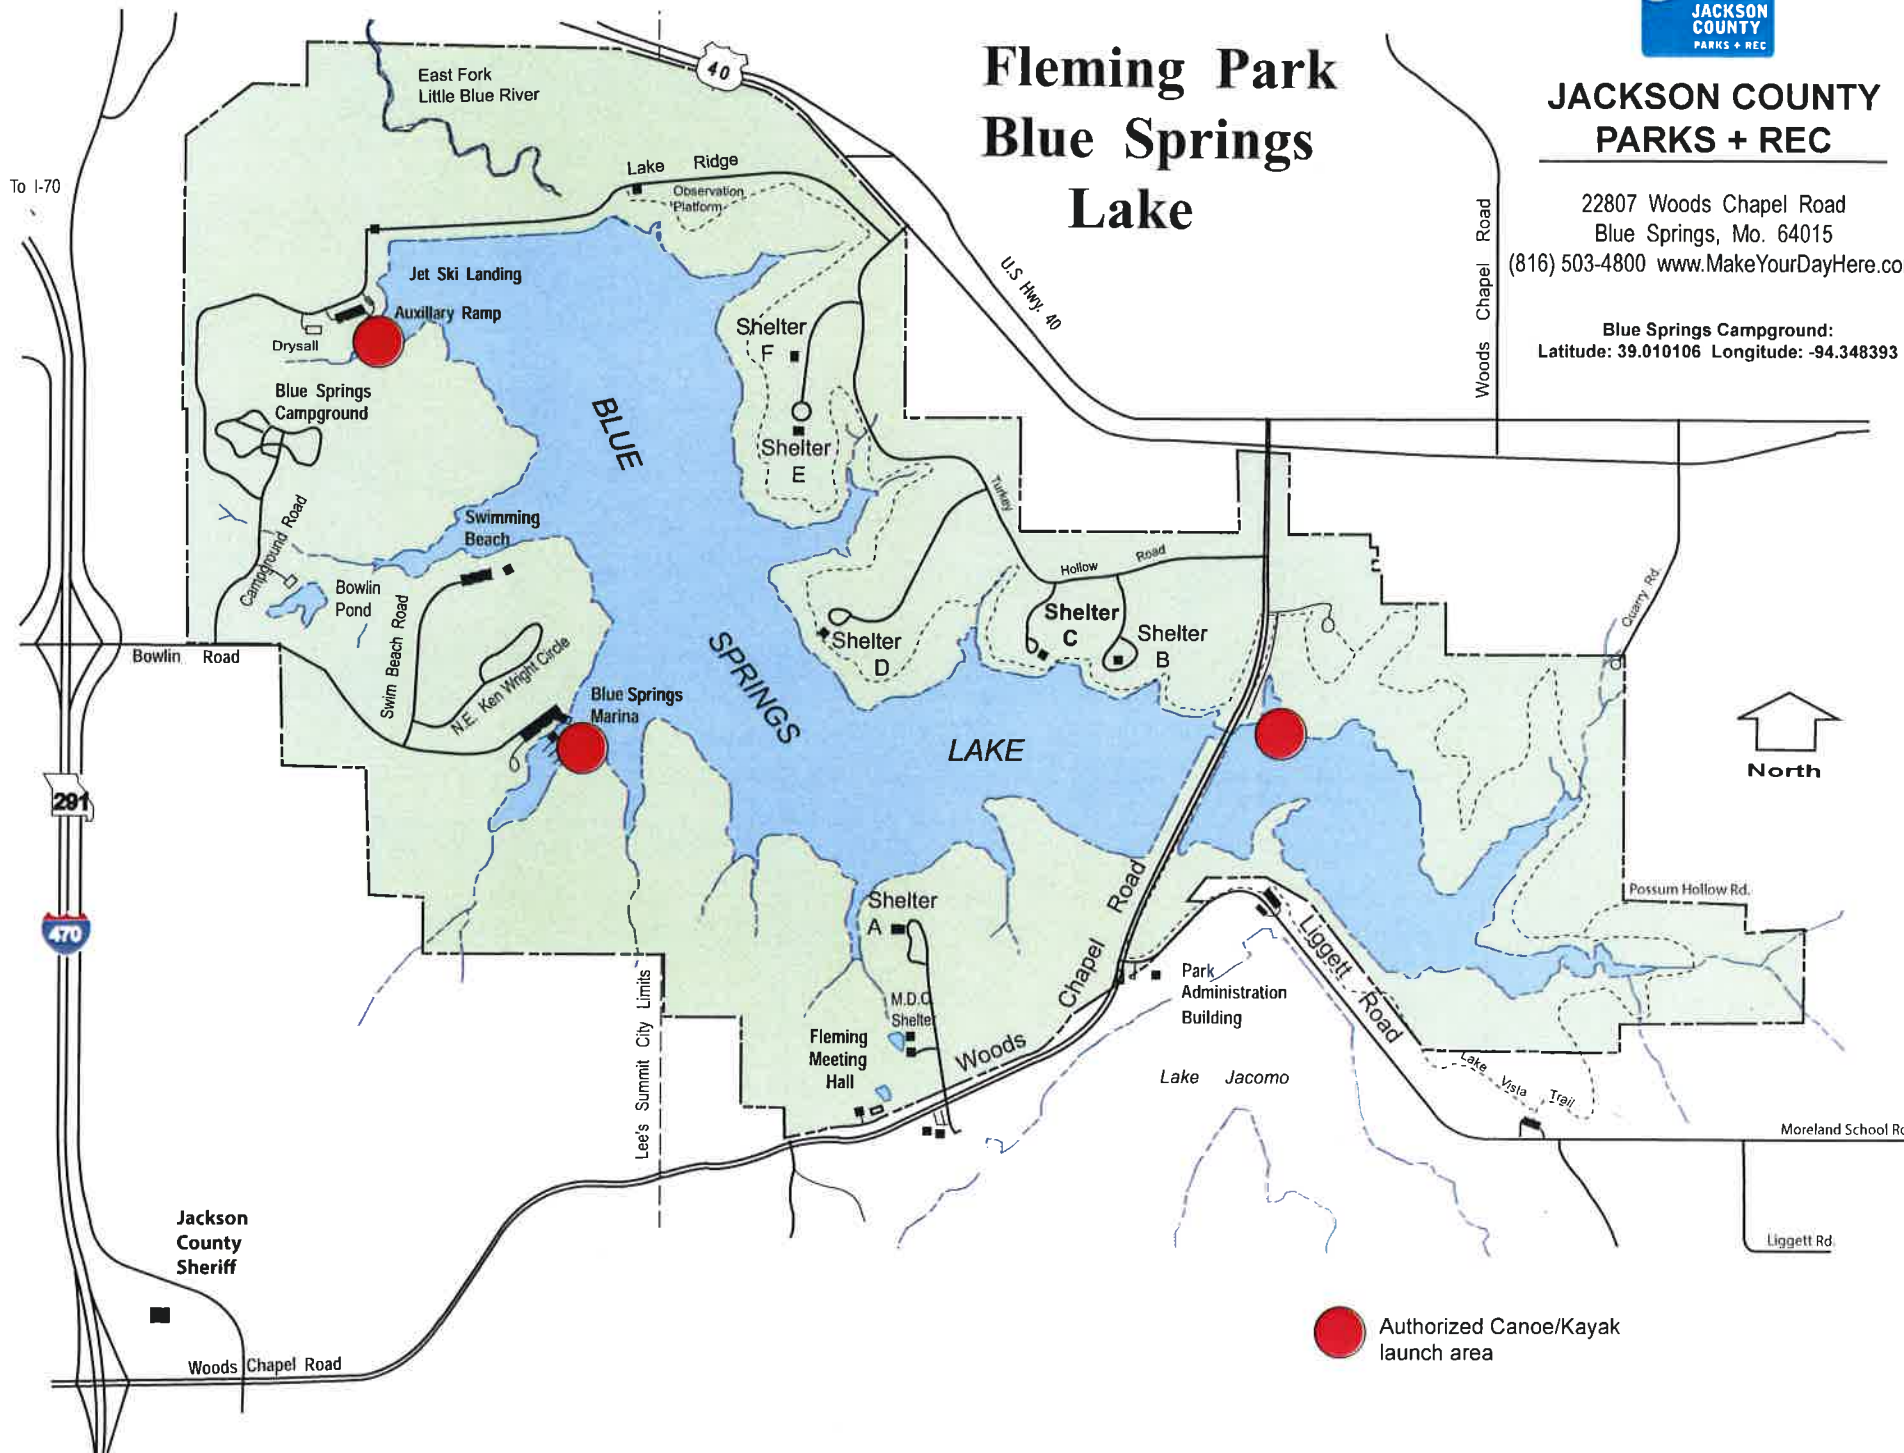 JACKSON
COUNTY
PARKS + REC
Fleming Park
Blue Springs
Lake
JACKSON COUNTY
PARKS + REC
22807 Woods Chapel Road
Blue Springs, Mo. 64015
(816) 503-4800 www.MakeYourDayHere.co
Blue Springs Campground:
Latitude: 39.010106 Longitude: -94.348393
40
East Fork
Little Blue River
To I-70
Lake Ridge
Observation
Platform
Jet Ski Landing
Auxillary Ramp
Drysall
U.S Hwy. 40
Woods Chapel Road
Shelter
F
Blue Springs
Campground
BLUE
Shelter
E
Turkey
Swimming
Beach
Campground Road
Hollow Road
Bowlin
Pond
Quarry Rd.
Swim Beach Road
Shelter
C
Shelter
B
Shelter
D
Bowlin Road
N.E. Ken Wright Circle
SPRINGS
Blue Springs
Marina
LAKE
North
291
Possum Hollow Rd.
470
Shelter
A
Woods Chapel Road
Liggett Road
Park
Administration
Building
Lee's Summit City Limits
M.D.C
Shelter
Fleming
Meeting
Hall
Lake Jacomo
Lake Vista Trail
Moreland School Rd
Liggett Rd.
Jackson
County
Sheriff
Authorized Canoe/Kayak
launch area
Woods Chapel Road